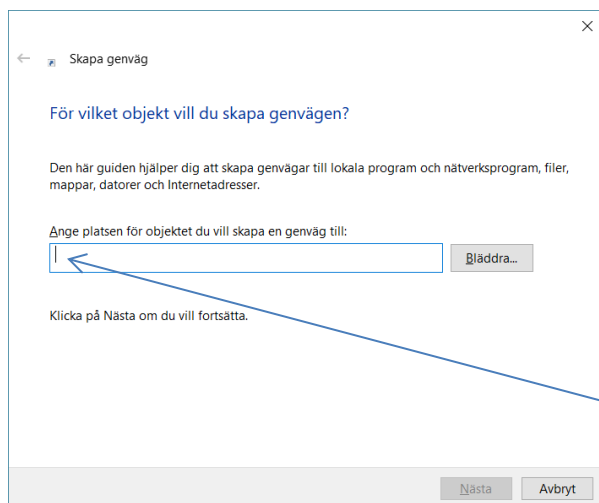 Skapa genväg
För vilket objekt vill du skapa genvägen?
Den här guiden hjälper dig att skapa genvägar till lokala program och nätverksprogram, filer,
mappar, datorer och Internetadresser.
Ange platsen för objektet du vill skapa en genväg till:
Bläddra...
Klicka på Nästa om du vill fortsätta.
Nästa
Avbryt